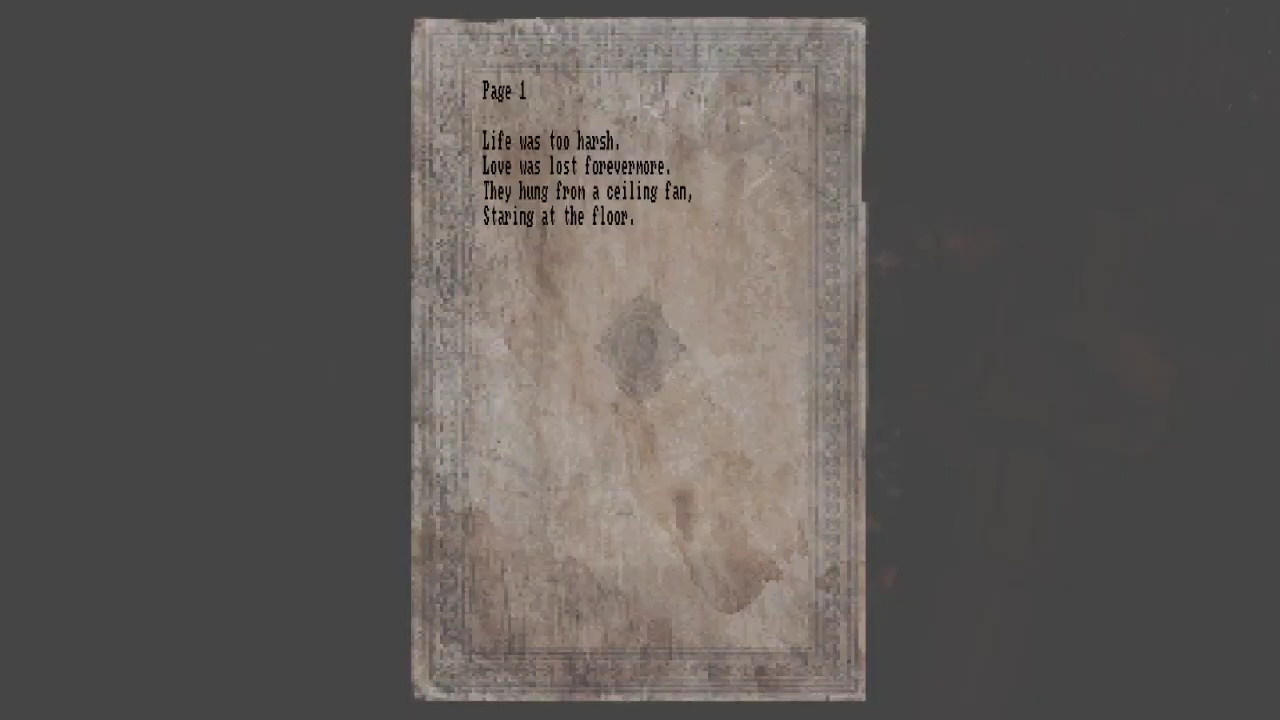 Page 1
Life was too harsh.
Love was lost forevermore.
They hung from a ceiling fan,
Staring at the floor.